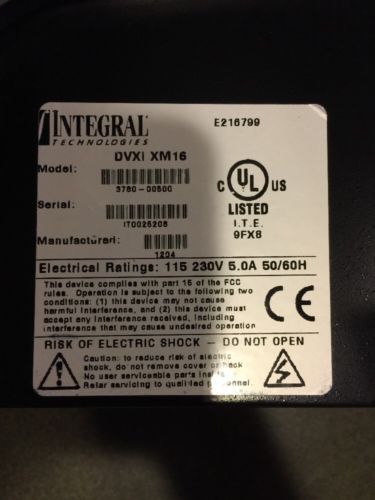 INTEGRAL
TECHNOLOGIES
E216799
DVXI XM16
Model:
3760-00500
Serial:
IT0025206
Manufactured:
1204
C UL US
LISTED
I.T.E.
9FX8
Electrical Ratings: 115 230V 5.0A 50/60H
This device complies with part 15 of the FCC
rules. Operation is subject to the following two
conditions: (1) this device may not cause
harmful interference, and (2) this device must
accept any interference received, including
interference that may cause undesired operation
CE
RISK OF ELECTRIC SHOCK - DO NOT OPEN
Caution: to reduce risk of electric
shock, do not remove cover or back
No user serviceable parts inside
Refer servicing to qualified personnel.